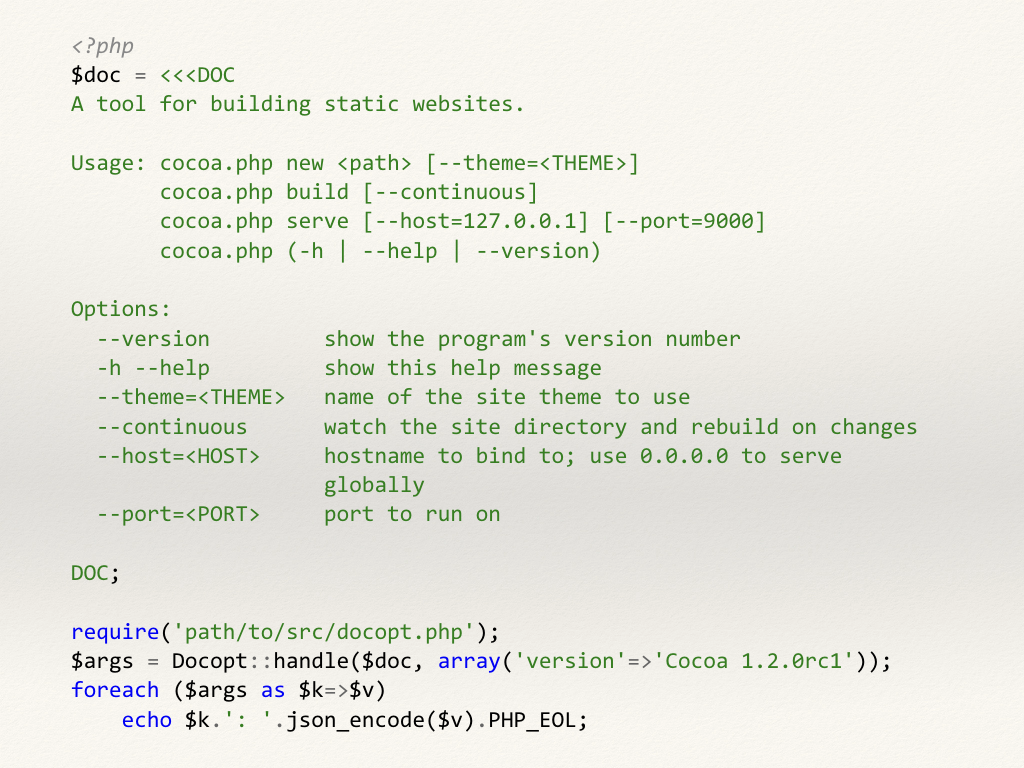 <?php
$doc = <<<DOC
A tool for building static websites.

Usage: cocoa.php new <path> [--theme=<THEME>]
       cocoa.php build [--continuous]
       cocoa.php serve [--host=127.0.0.1] [--port=9000]
       cocoa.php (-h | --help | --version)

Options:
  --version         show the program's version number
  -h --help         show this help message
  --theme=<THEME>   name of the site theme to use
  --continuous      watch the site directory and rebuild on changes
  --host=<HOST>     hostname to bind to; use 0.0.0.0 to serve
                    globally
  --port=<PORT>     port to run on

DOC;

require('path/to/src/docopt.php');
$args = Docopt::handle($doc, array('version'=>'Cocoa 1.2.0rc1'));
foreach ($args as $k=>$v)
    echo $k.': '.json_encode($v).PHP_EOL;